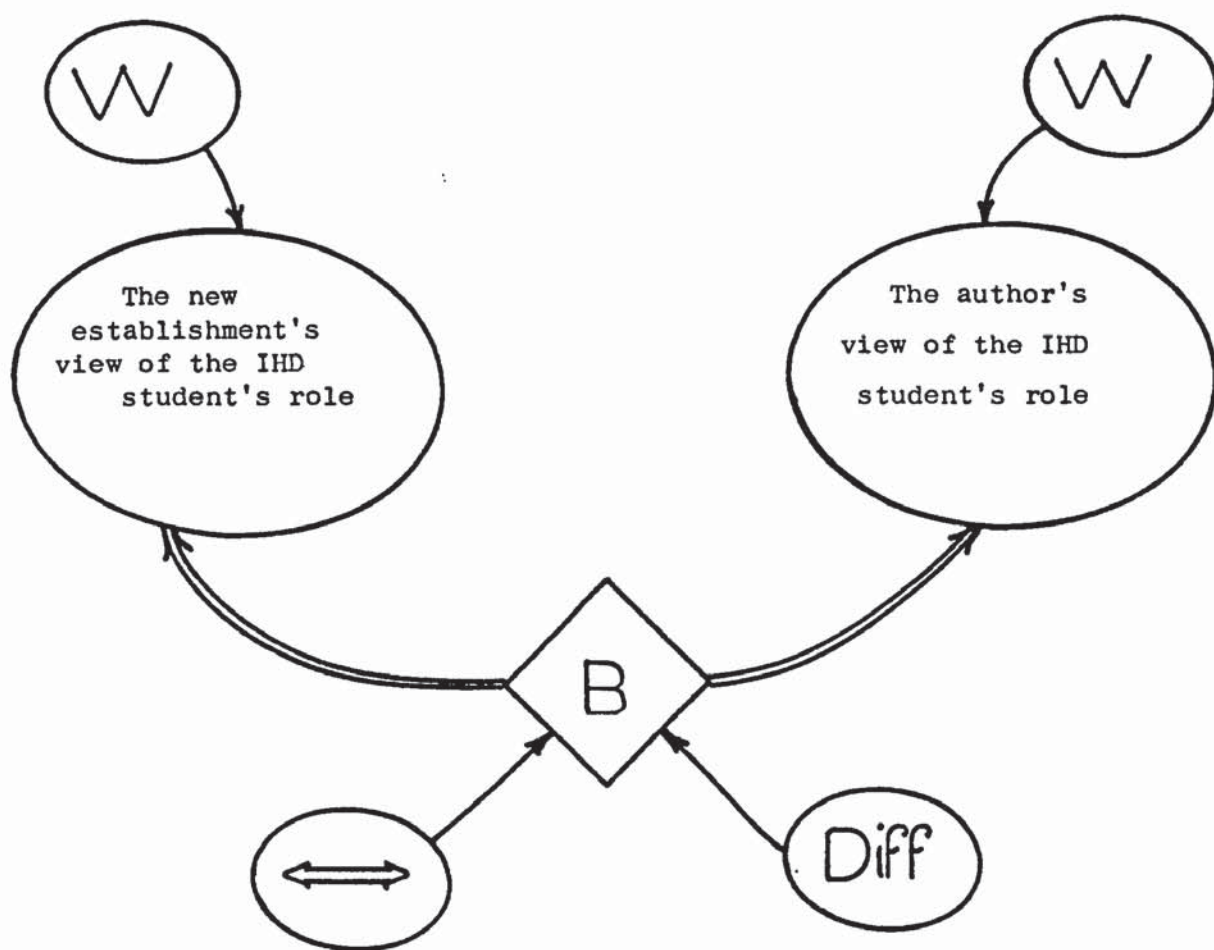 W
W
The new
establishment's
view of the IHD
student's role
The author's
view of the IHD
student's role
B
Diff